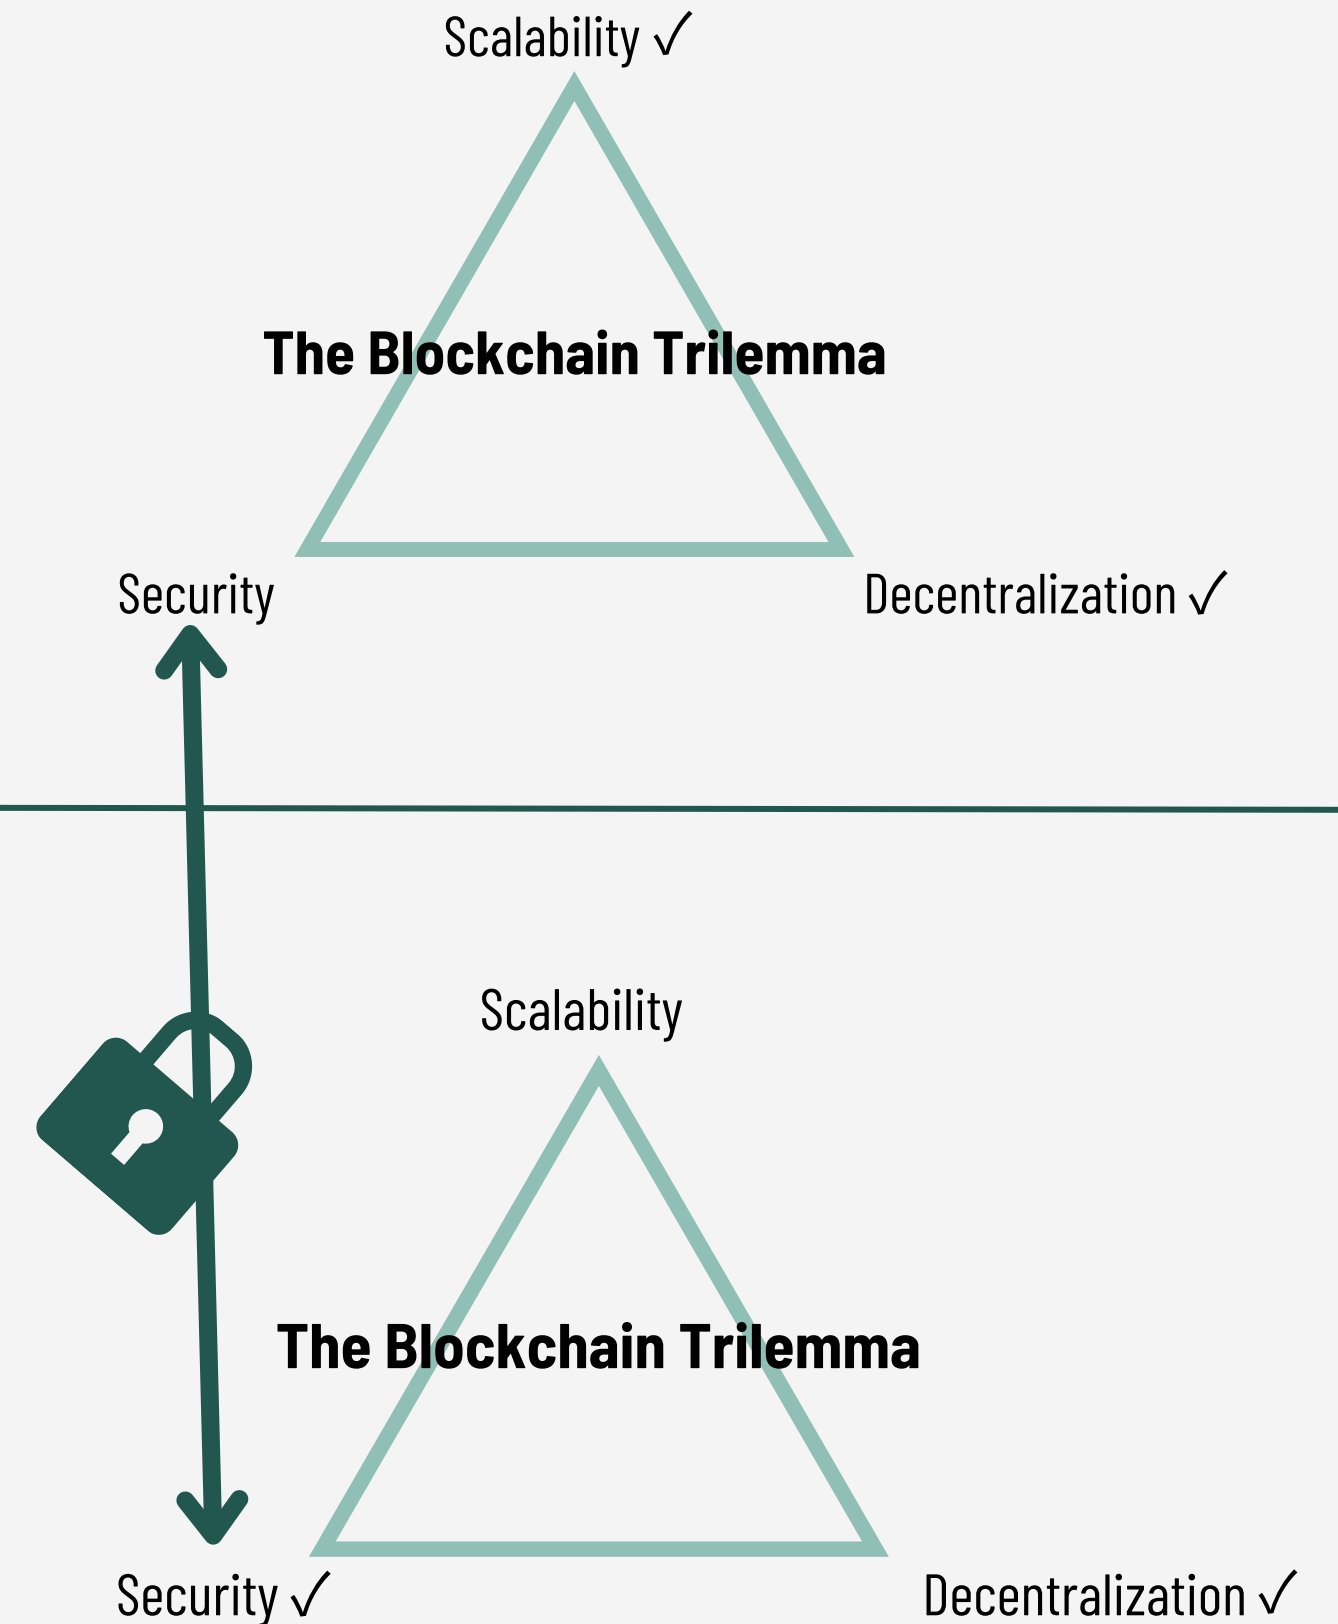 Scalability ✓
The Blockchain Trilemma
Security
Decentralization ✓
Scalability
The Blockchain Trilemma
Security ✓
Decentralization ✓